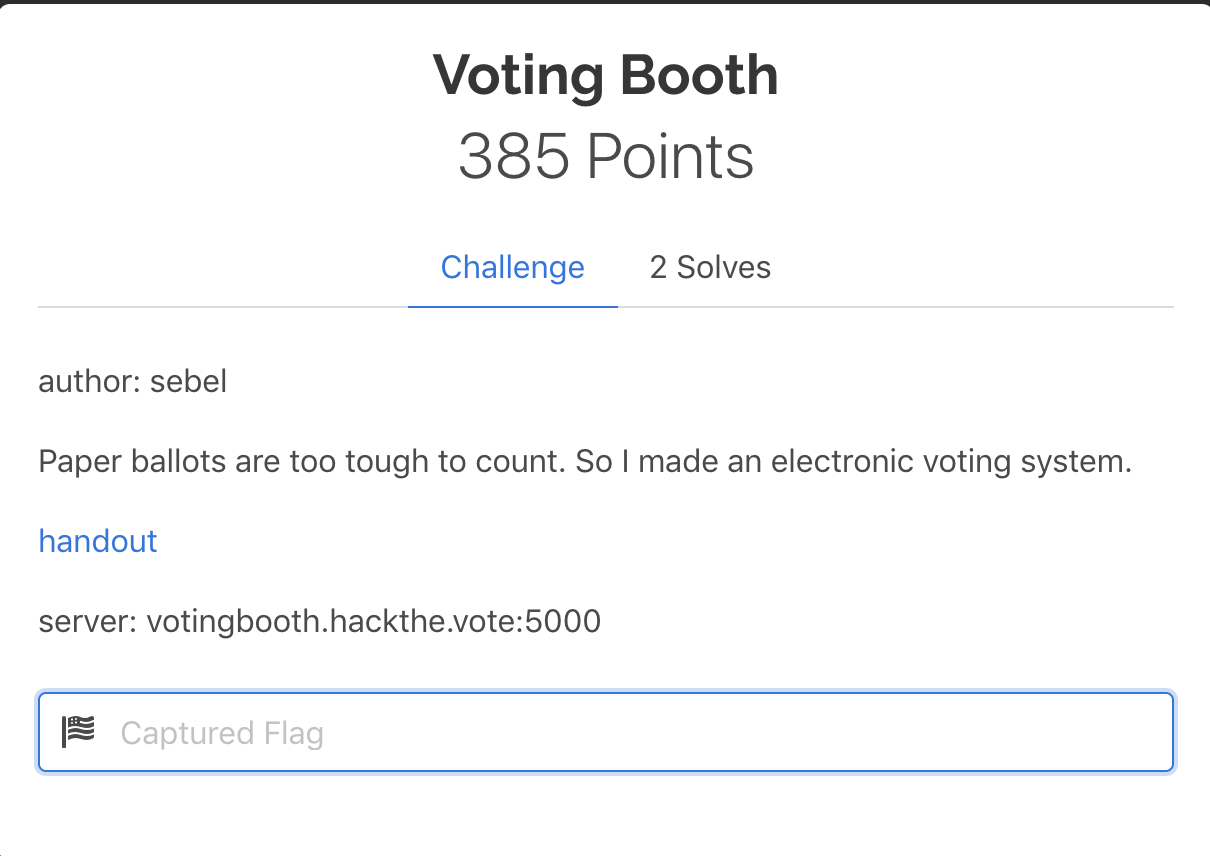 Voting Booth
385 Points
Challenge
2 Solves
author: sebel
Paper ballots are too tough to count. So I made an electronic voting system.
handout
server: votingbooth.hackthe.vote:5000
Captured Flag